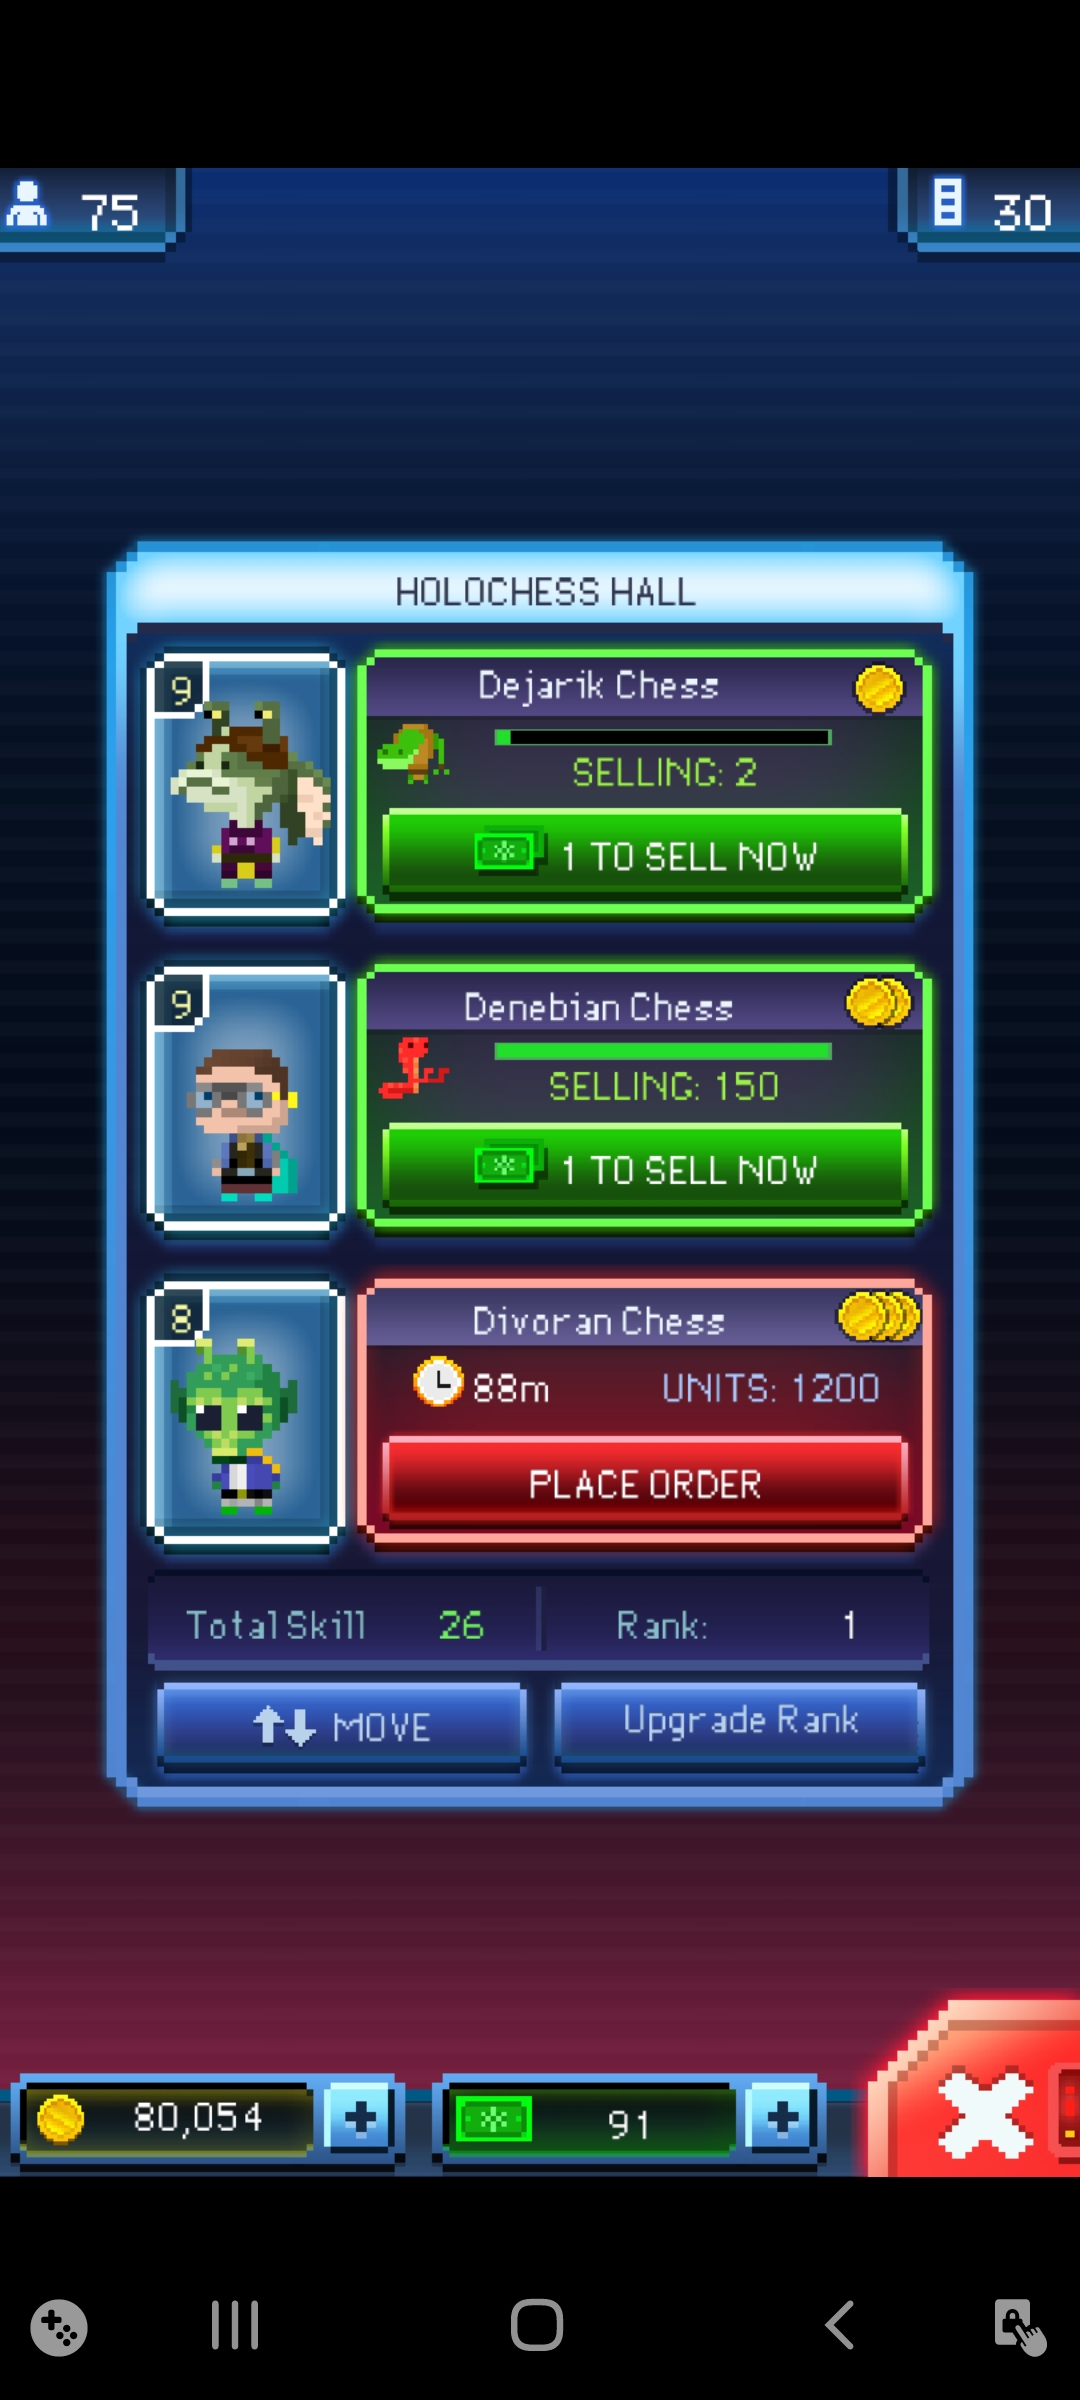 75
30
HOLOCHESS HALL
9
Dejarik Chess
SELLING: 2
1 TO SELL NOW
9
Denebian Chess
SELLING: 150
1 TO SELL NOW
8
Divoran Chess
88m UNITS: 1200
PLACE ORDER
Total Skill 26 Rank: 1
MOVE Upgrade Rank
80,054 + 91 +